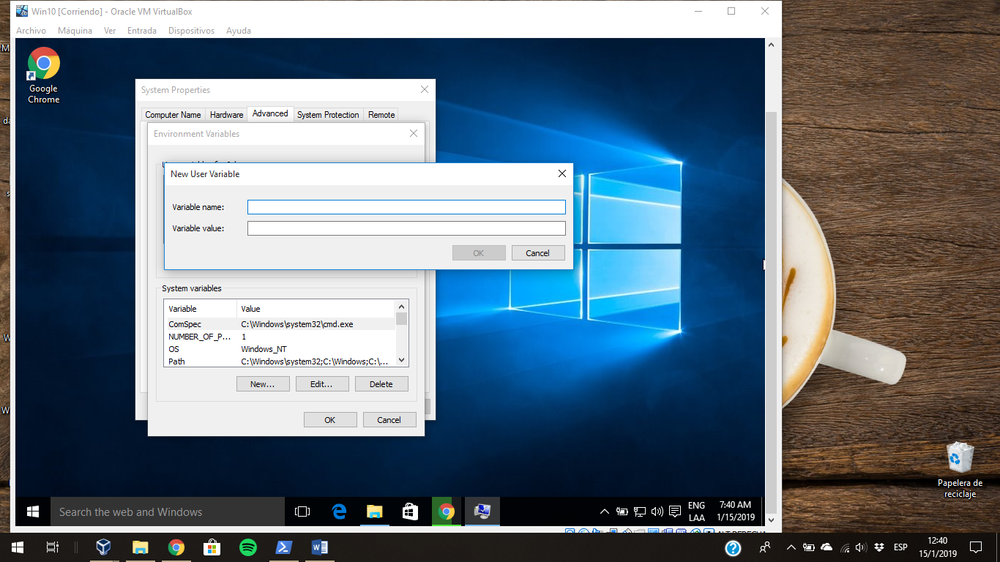 Win10 [Corriendo] - Oracle VM VirtualBox
Archivo Máquina Ver Entrada Dispositivos Ayuda
Google
Chrome
System Properties
Computer Name Hardware Advanced System Protection Remote
Environment Variables
New User Variable
Variable name:
Variable value:
OK Cancel
System variables
Variable Value
ComSpec C:\Windows\system32\cmd.exe
NUMBER_OF_P... 1
OS Windows_NT
Path C:\Windows\system32;C:\Windows;C:\...
New... Edit... Delete
OK Cancel
Papelera de
reciclaje
Search the web and Windows
ENG
LAA
7:40 AM
1/15/2019
ESP
12:40
15/1/2019